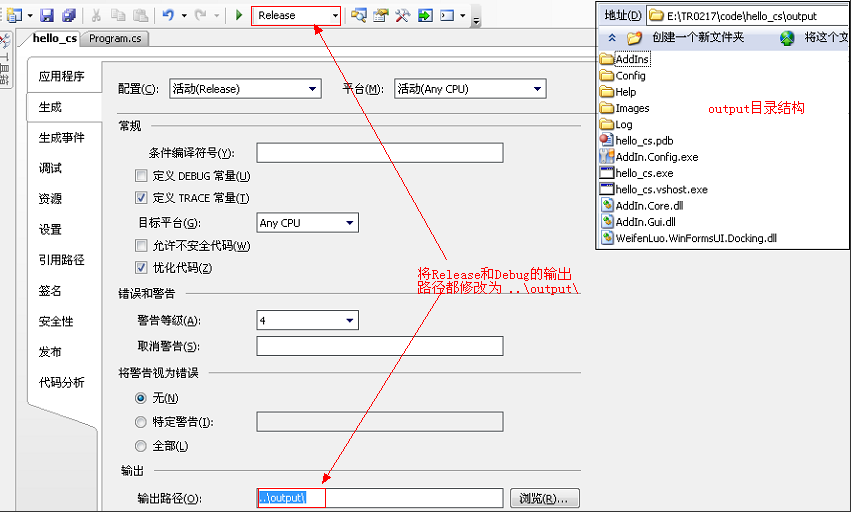 Release
地址(D) E:\TR0217\code\hello_cs\output
创建一个新文件夹 将这个文
AddIns
Config
Help
Images
Log
hello_cs.pdb
AddIn.Config.exe
hello_cs.exe
hello_cs.vshost.exe
AddIn.Core.dll
AddIn.Gui.dll
WeifenLuo.WinFormsUI.Docking.dll
output目录结构
工具箱
hello_cs Program.cs
应用程序
生成
生成事件
调试
资源
设置
引用路径
签名
安全性
发布
代码分析
配置(C): 活动(Release) 平台(M): 活动(Any CPU)
常规
条件编译符号(Y):
定义 DEBUG 常量(U)
定义 TRACE 常量(T)
目标平台(G): Any CPU
允许不安全代码(W)
优化代码(Z)
将Release和Debug的输出
路径都修改为 ..\output\
错误和警告
警告等级(A): 4
取消警告(S):
将警告视为错误
无(N)
特定警告(I):
全部(L)
输出
输出路径(O): ..\output\ 浏览(R)...